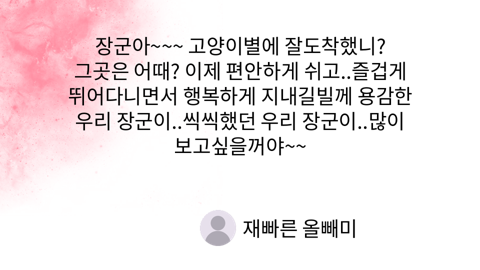 장군아~~~ 고양이별에 잘도착했니?
그곳은 어때? 이제 편안하게 쉬고..즐겁게
뛰어다니면서 행복하게 지내길빌께 용감한
우리 장군이..씩씩했던 우리 장군이..많이
보고싶을꺼야~~
재빠른 올빼미